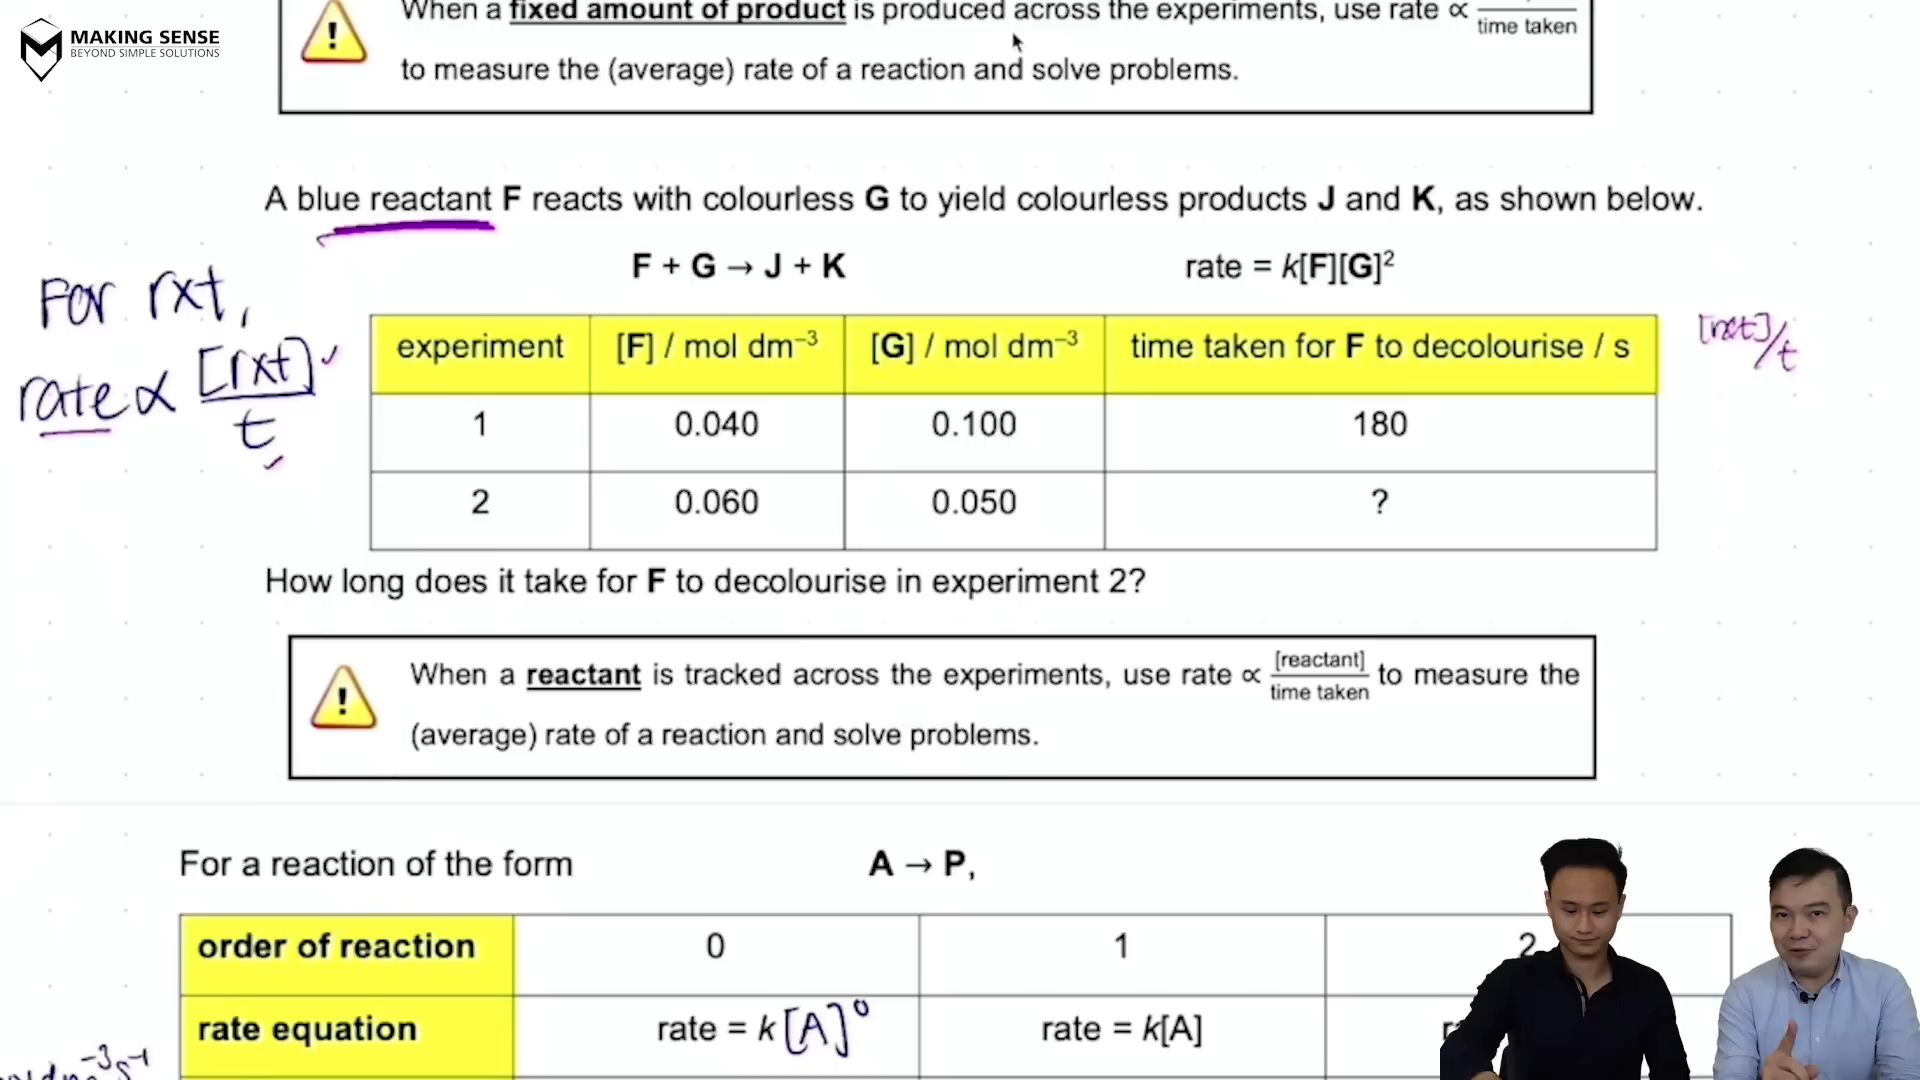 MAKING SENSE
BEYOND SIMPLE SOLUTIONS
When a fixed amount of product is produced across the experiments, use rate ∝ /time taken
to measure the (average) rate of a reaction and solve problems.
A blue reactant F reacts with colourless G to yield colourless products J and K, as shown below.
F + G → J + K rate = k[F][G]²
For rxt,
rate ∝ [rxt]/t
[rxt]/t
experiment [F] / mol dm⁻³ [G] / mol dm⁻³ time taken for F to decolourise / s
1 0.040 0.100 180
2 0.060 0.050 ?
How long does it take for F to decolourise in experiment 2?
When a reactant is tracked across the experiments, use rate ∝ [reactant]/time taken to measure the
(average) rate of a reaction and solve problems.
For a reaction of the form A → P,
order of reaction 0 1 2
rate equation rate = k [A]⁰ rate = k[A]